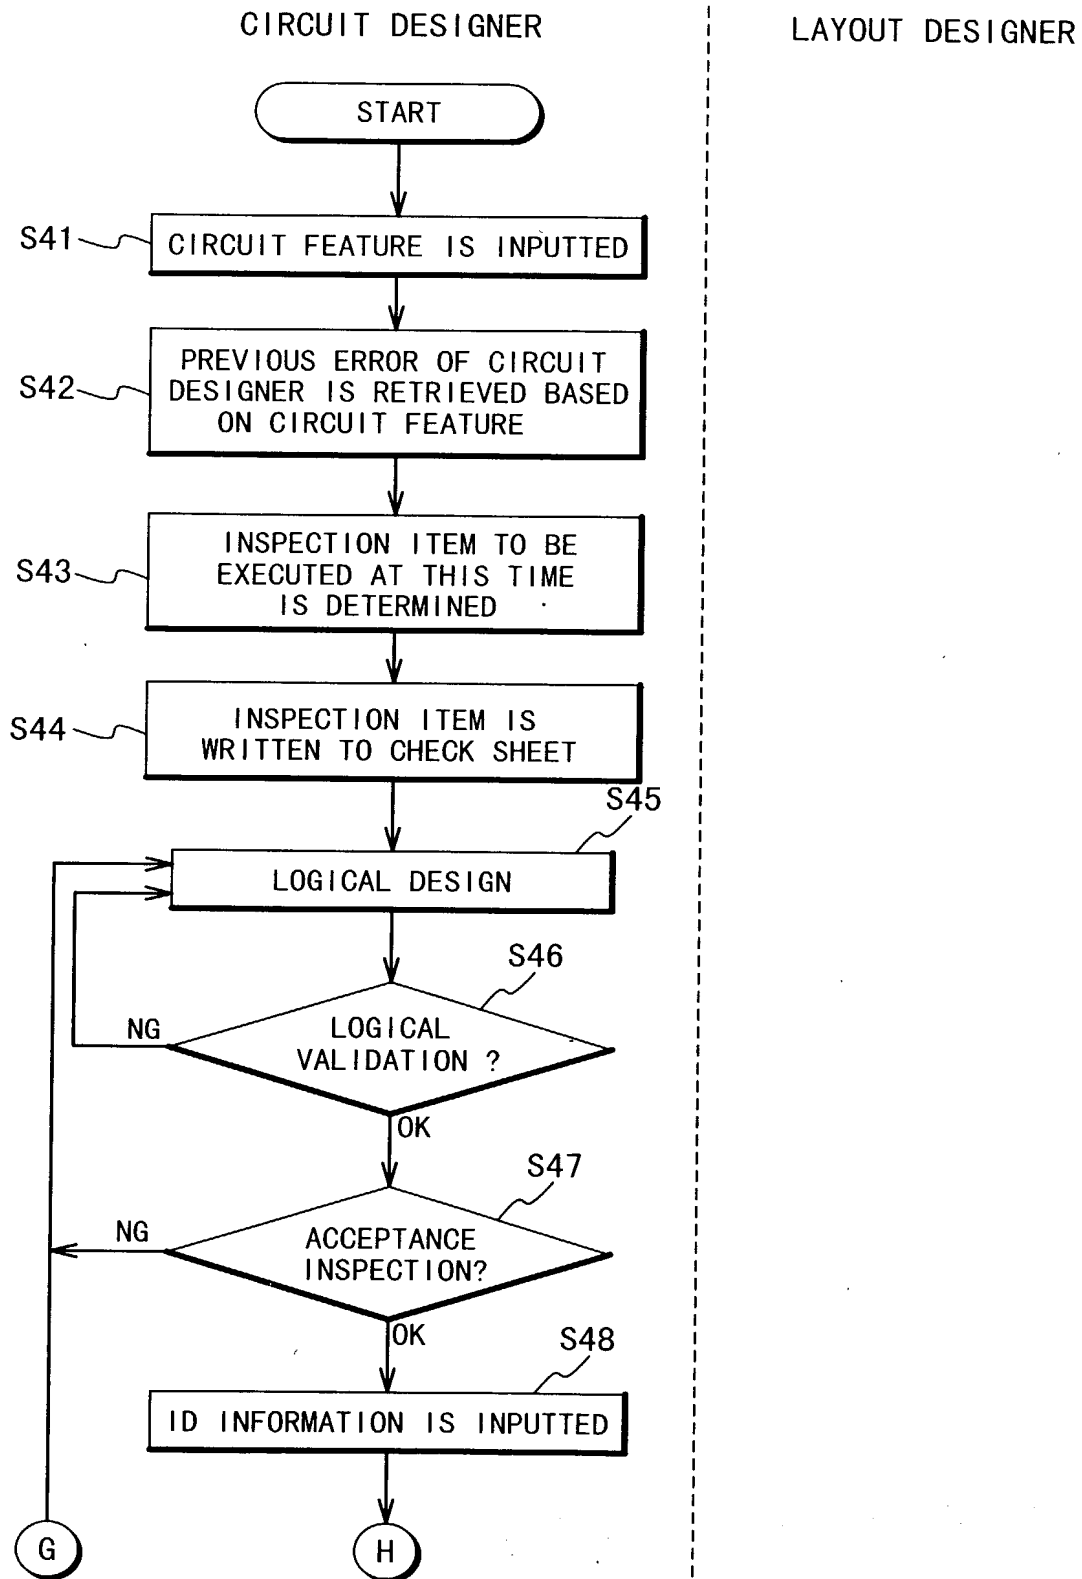 CIRCUIT DESIGNER
LAYOUT DESIGNER
START
S41
CIRCUIT FEATURE IS INPUTTED
S42
PREVIOUS ERROR OF CIRCUIT
DESIGNER IS RETRIEVED BASED
ON CIRCUIT FEATURE
S43
INSPECTION ITEM TO BE
EXECUTED AT THIS TIME
IS DETERMINED
S44
INSPECTION ITEM IS
WRITTEN TO CHECK SHEET
S45
LOGICAL DESIGN
S46
NG
LOGICAL
VALIDATION ?
OK
S47
NG
ACCEPTANCE
INSPECTION?
OK
S48
ID INFORMATION IS INPUTTED
G
H